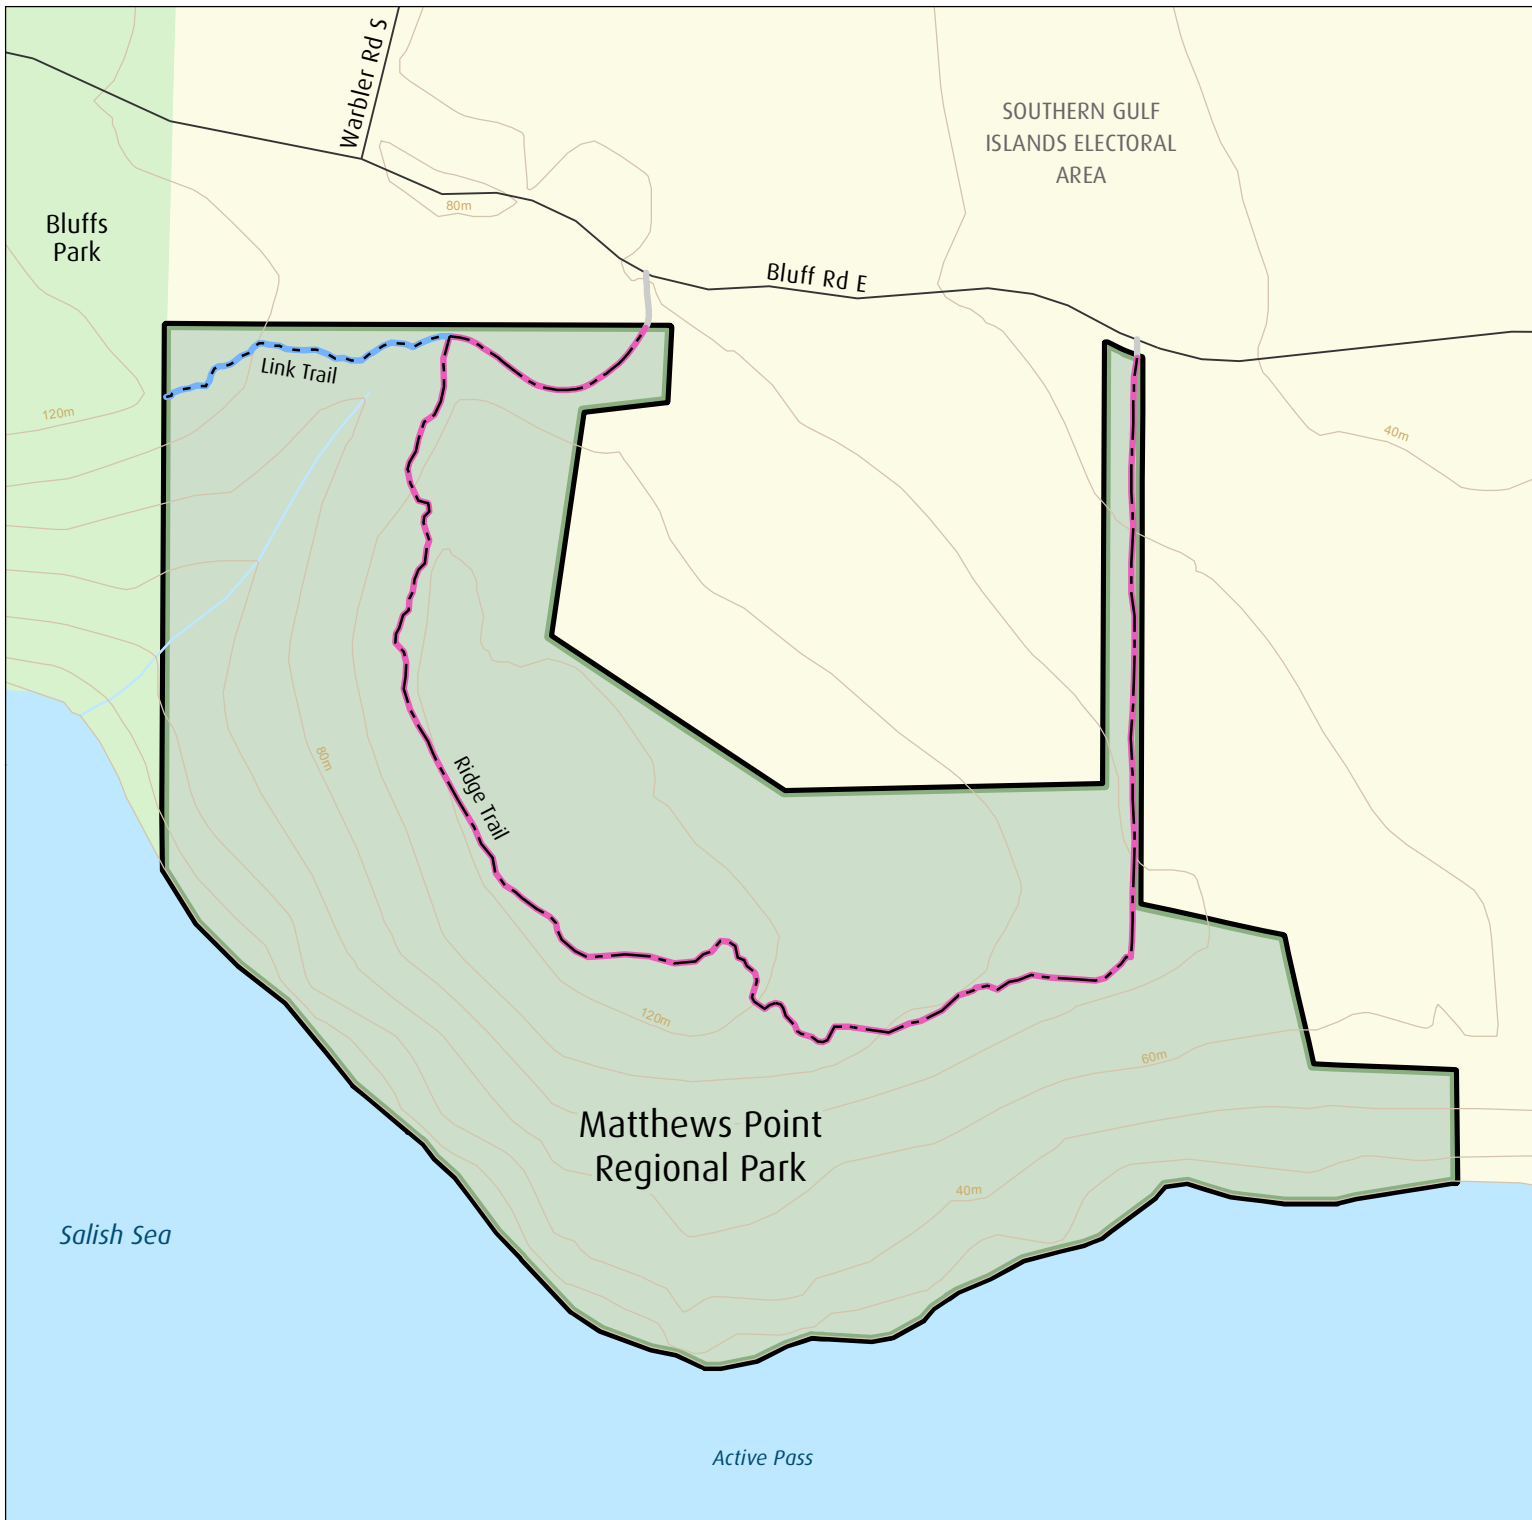 Warbler Rd S
SOUTHERN GULF
ISLANDS ELECTORAL
AREA
80m
Bluffs
Park
Bluff Rd E
Link Trail
120m
40m
80m
Ridge Trail
120m
60m
Matthews Point
Regional Park
40m
Salish Sea
Active Pass